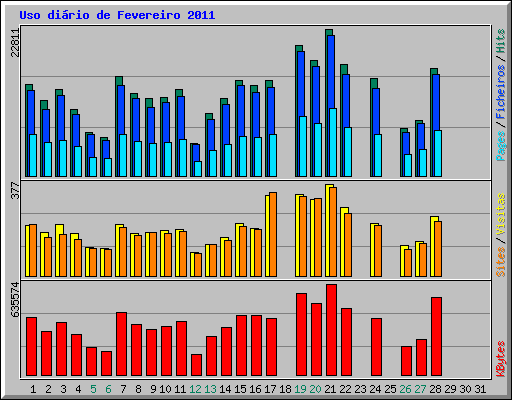 Uso diário de Fevereiro 2011
22811
377
635574
Pages / Ficheiros / Hits
Sites / Visitas
KBytes
1 2 3 4 5 6 7 8 9 10 11 12 13 14 15 16 17 18 19 20 21 22 23 24 25 26 27 28 29 30 31